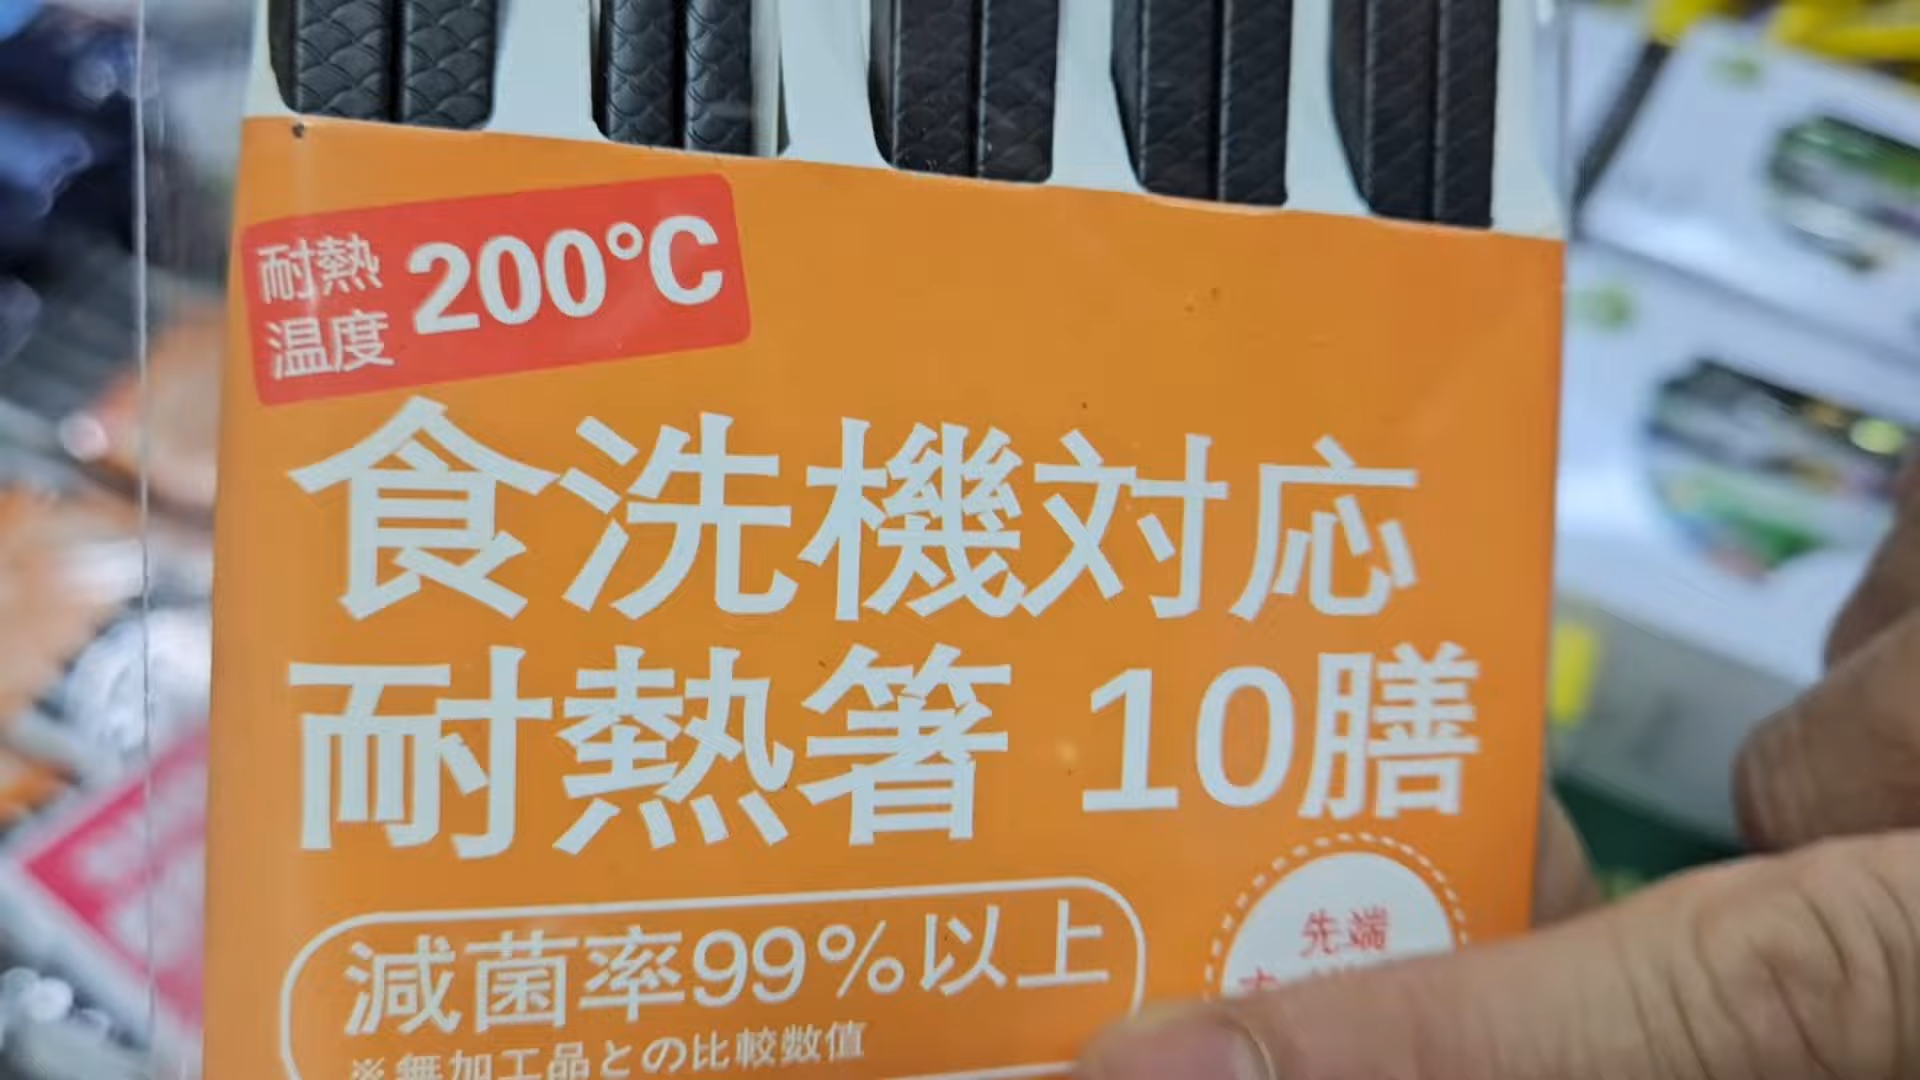 耐熱
温度
200℃
食洗機対応
耐熱箸 10膳
減菌率99%以上
※無加工品との比較数値
先端